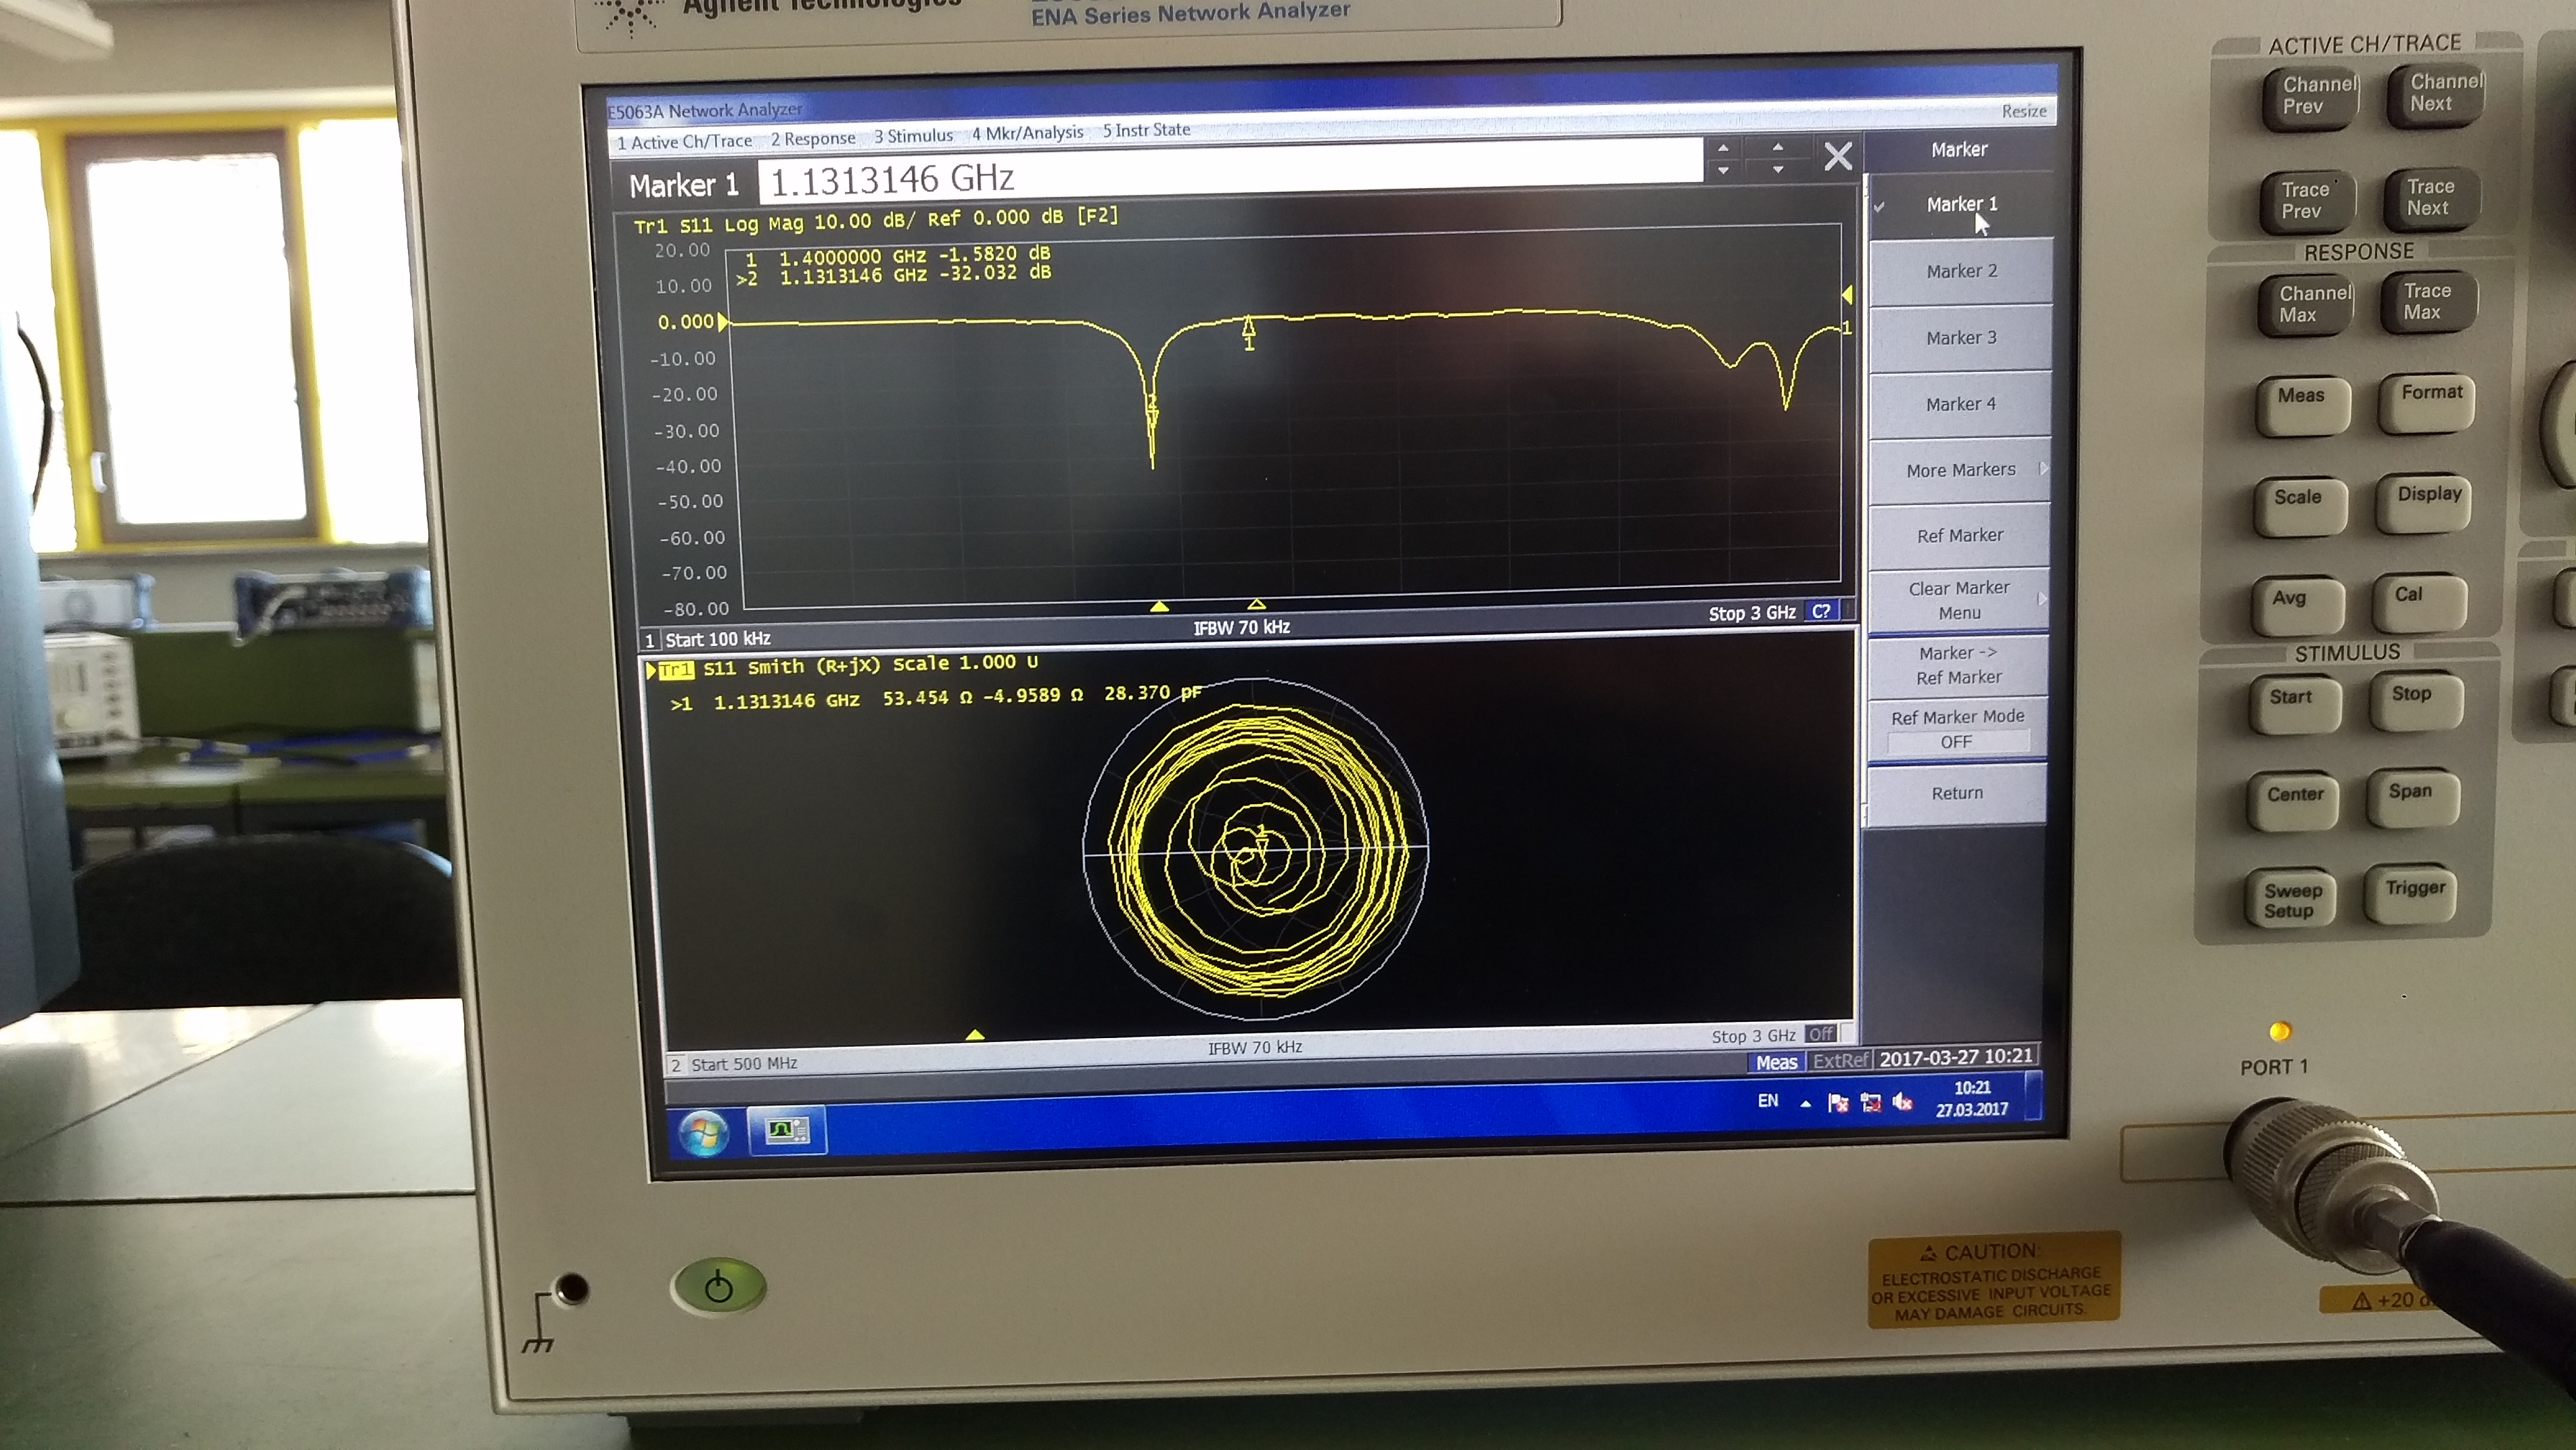 Agilent Technologies
ENA Series Network Analyzer
E5063A Network Analyzer
Resize
1 Active Ch/Trace 2 Response 3 Stimulus 4 Mkr/Analysis 5 Instr State
Marker 1 1.1313146 GHz
Tr1 S11 Log Mag 10.00 dB/ Ref 0.000 dB [F2]
1 1.4000000 GHz -1.5820 dB
>2 1.1313146 GHz -32.032 dB
20.00
10.00
0.000
-10.00
-20.00
-30.00
-40.00
-50.00
-60.00
-70.00
-80.00
1
2
1
1 Start 100 kHz
IFBW 70 kHz
Stop 3 GHz C?
Tr1 S11 Smith (R+jX) Scale 1.000 U
>1 1.1313146 GHz 53.454 Ω -4.9589 Ω 28.370 pF
1
2 Start 500 MHz
IFBW 70 kHz
Stop 3 GHz Off
Meas ExtRef 2017-03-27 10:21
EN
10:21
27.03.2017
Marker
Marker 1
Marker 2
Marker 3
Marker 4
More Markers
Ref Marker
Clear Marker
Menu
Marker ->
Ref Marker
Ref Marker Mode
OFF
Return
ACTIVE CH/TRACE
Channel
Prev
Channel
Next
Trace
Prev
Trace
Next
RESPONSE
Channel
Max
Trace
Max
Meas
Format
Scale
Display
Avg
Cal
STIMULUS
Start
Stop
Center
Span
Sweep
Setup
Trigger
PORT 1
CAUTION:
ELECTROSTATIC DISCHARGE
OR EXCESSIVE INPUT VOLTAGE
MAY DAMAGE CIRCUITS.
+20